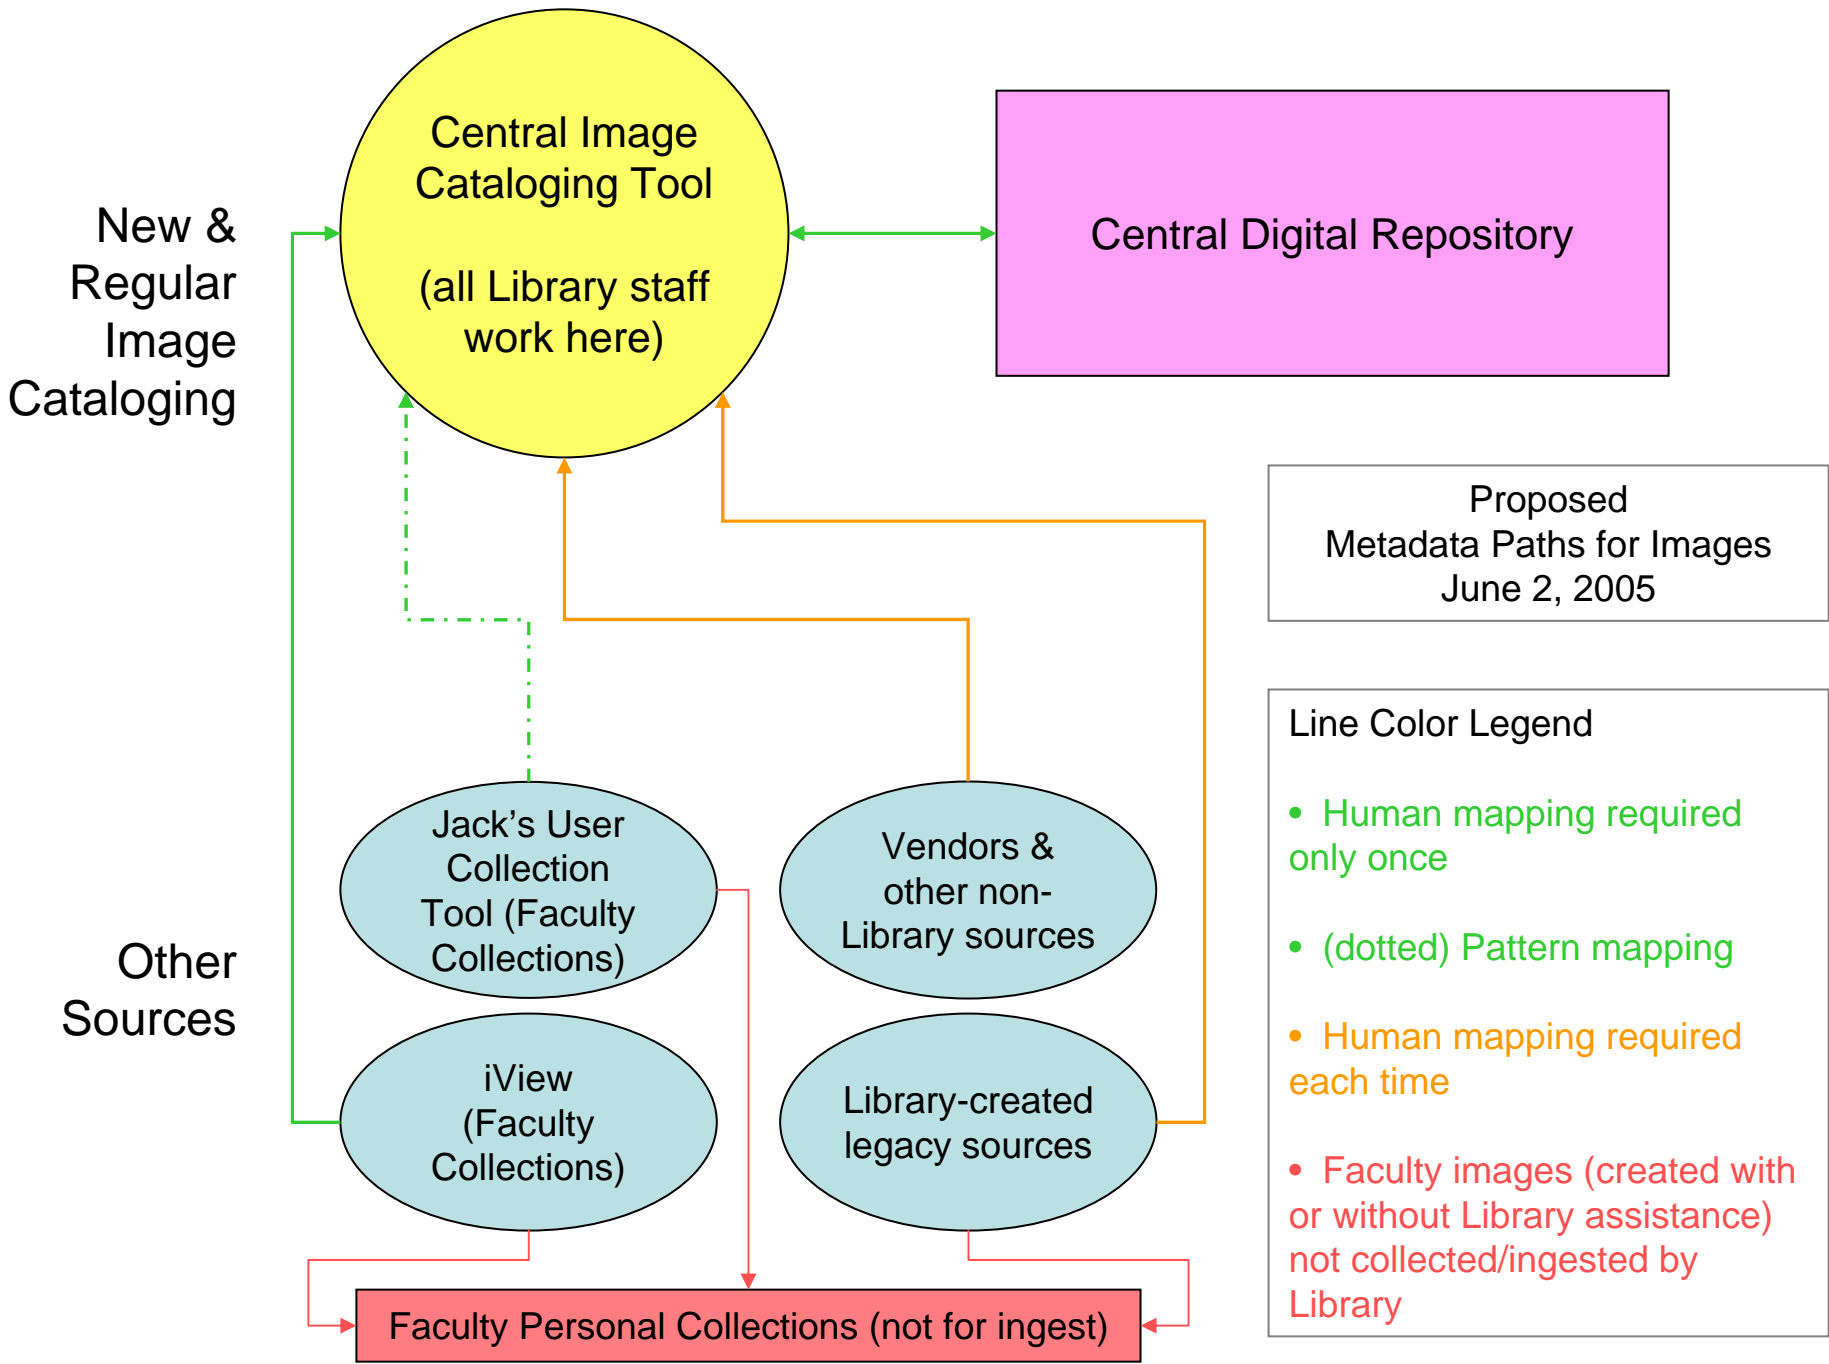 Central Image
Cataloging Tool
(all Library staff
work here)
Central Digital Repository
New &
Regular
Image
Cataloging
Proposed
Metadata Paths for Images
June 2, 2005
Line Color Legend
• Human mapping required
only once
• (dotted) Pattern mapping
• Human mapping required
each time
• Faculty images (created with
or without Library assistance)
not collected/ingested by
Library
Other
Sources
Jack’s User
Collection
Tool (Faculty
Collections)
Vendors &
other non-
Library sources
iView
(Faculty
Collections)
Library-created
legacy sources
Faculty Personal Collections (not for ingest)